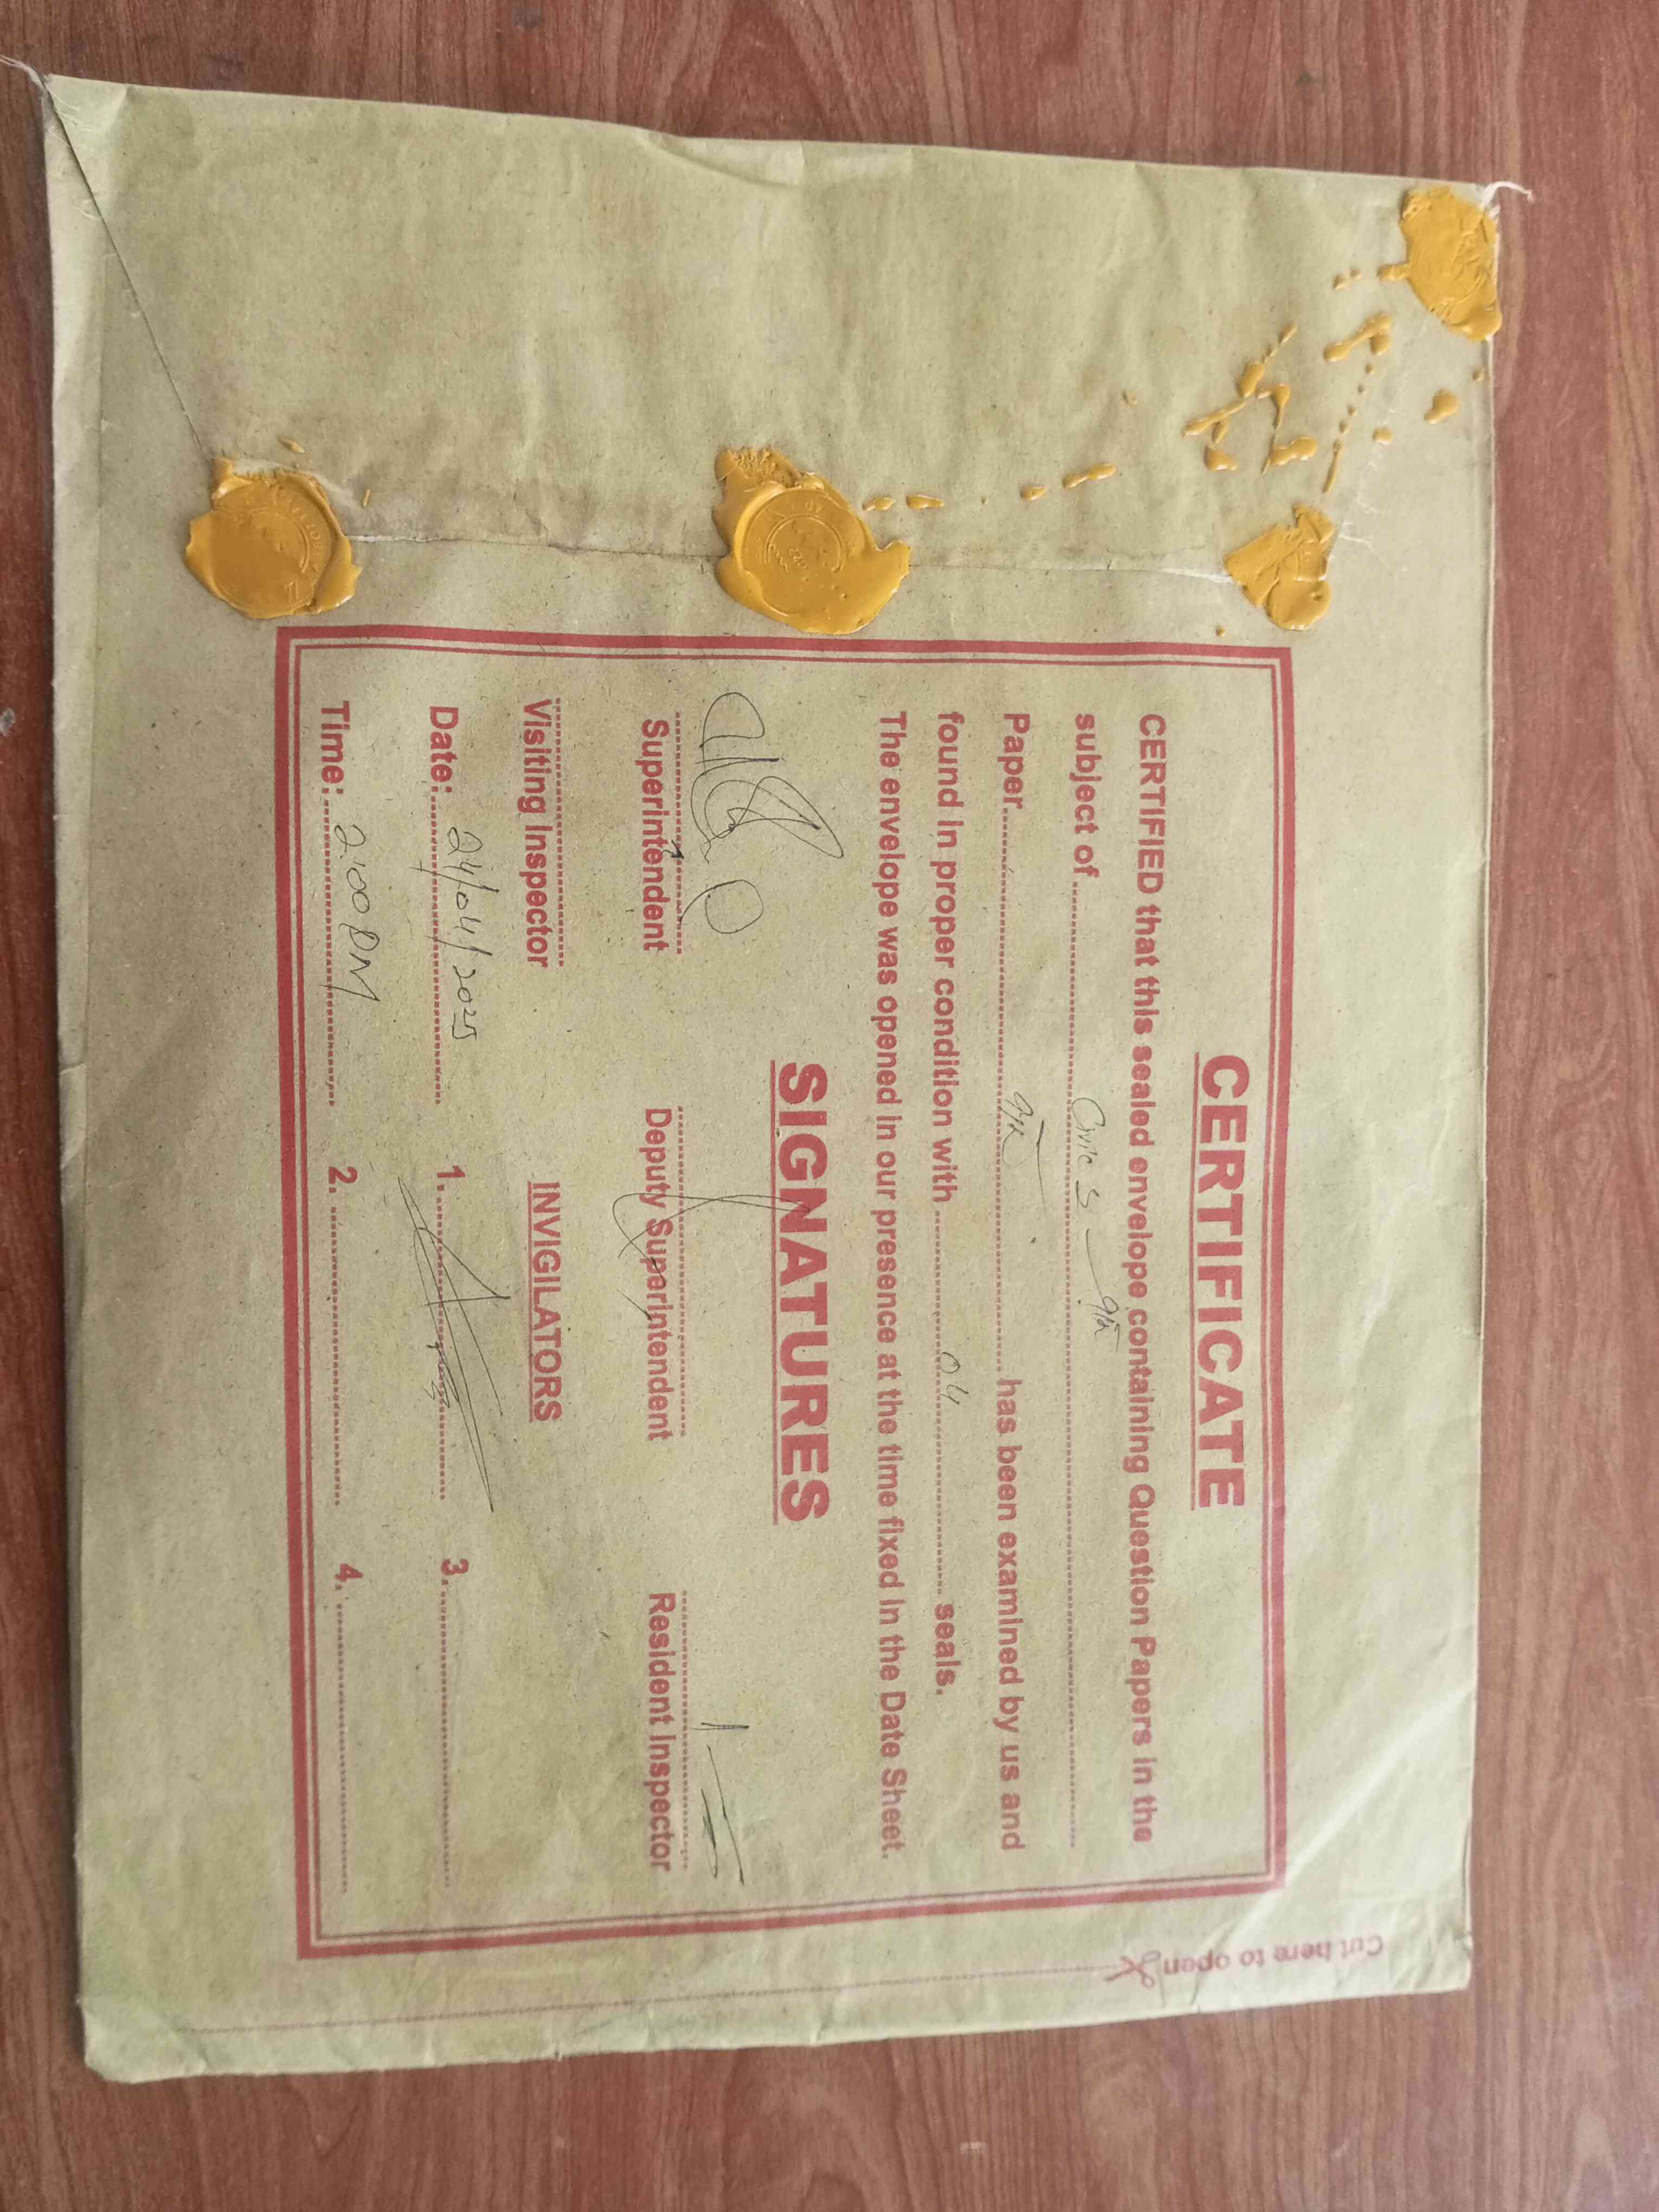 CERTIFICATE
CERTIFIED that this sealed envelope containing Question Papers in the
subject of.......... Civics 9th ..........
Paper.......... 9th .......... has been examined by us and
found in proper condition with .......... 04 .......... seals.
The envelope was opened in our presence at the time fixed in the Date Sheet.
SIGNATURES
Superintendent Deputy Superintendent Resident Inspector
Visiting Inspector INVIGILATORS
Date: 24/04/2025 1. 3.
Time: 2:00 PM 2. 4.
Cut here to open